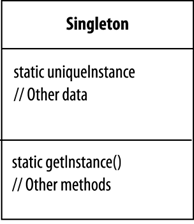 Singleton
static uniqueInstance
// Other data
static getInstance()
// Other methods